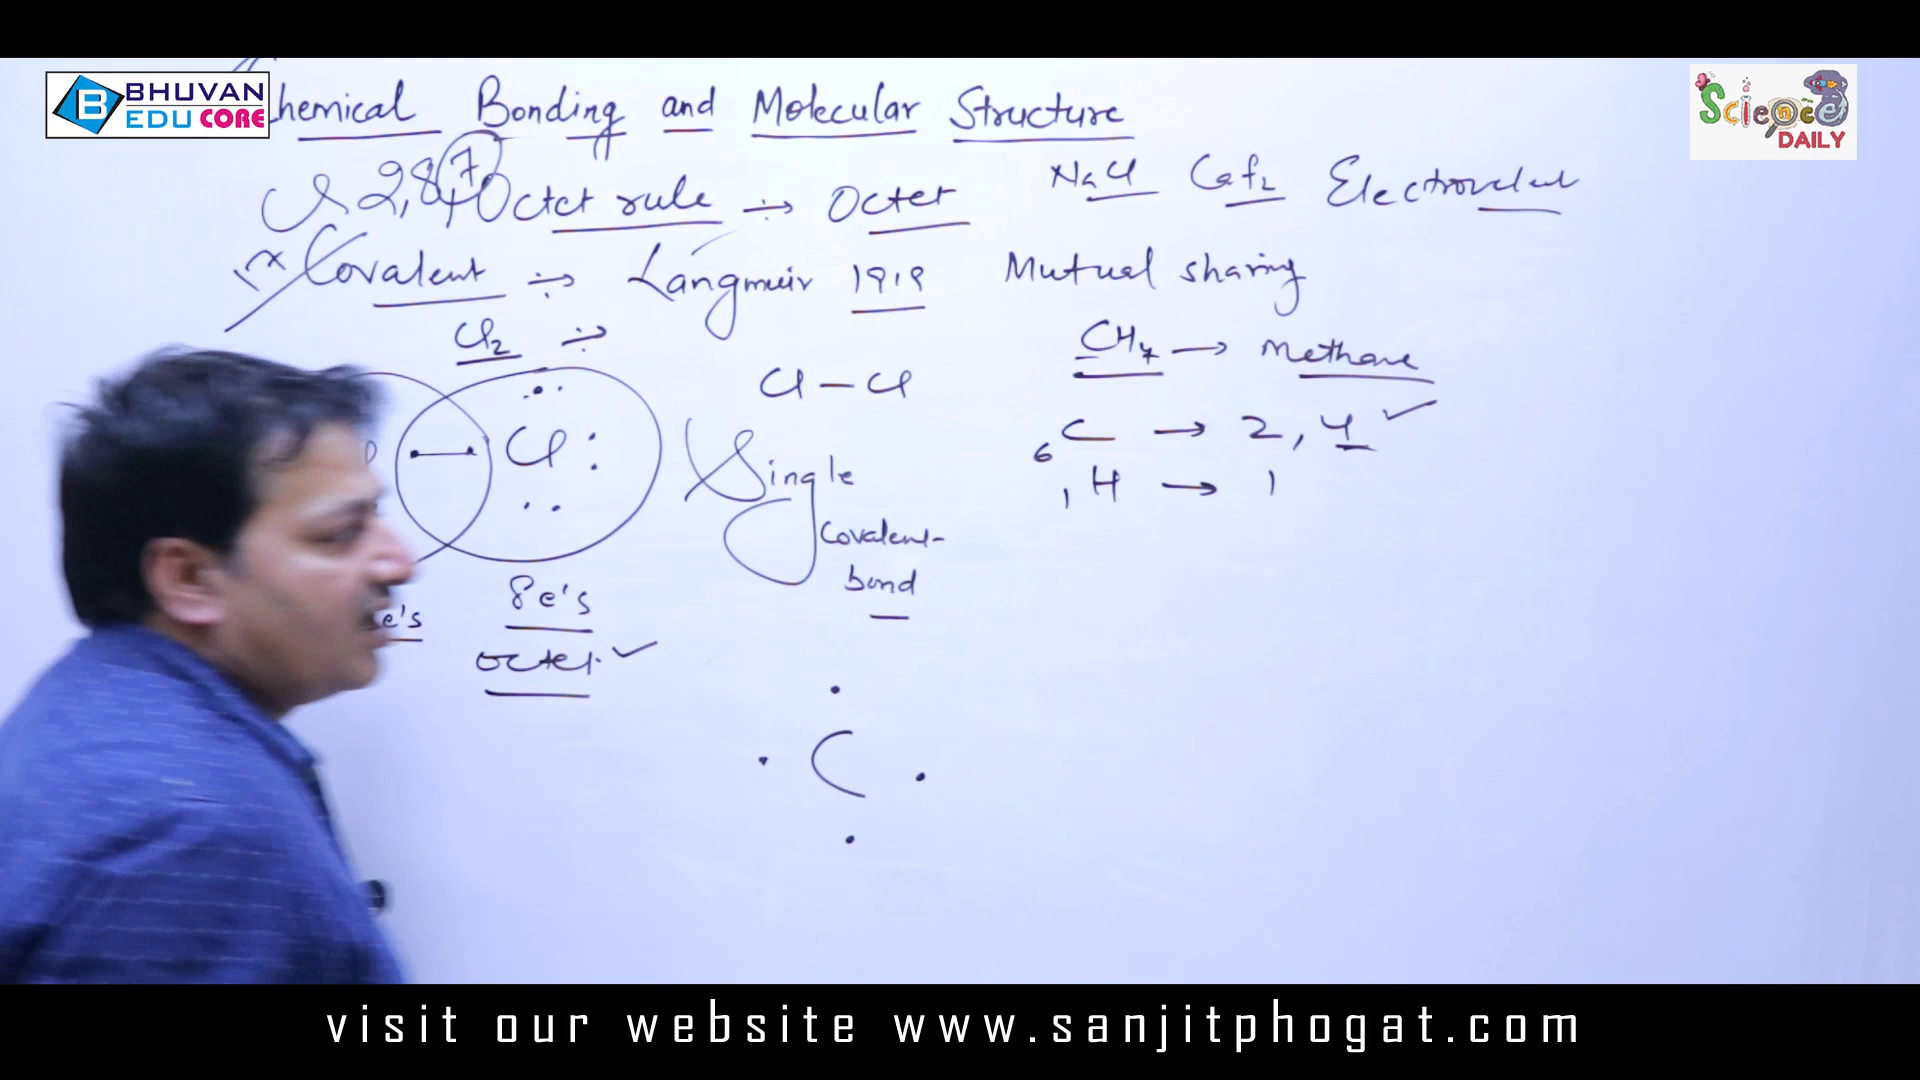 BHUVAN
EDU CORE
Science
DAILY
Chemical Bonding and Molecular Structure
Cl 2,8,7 Octet rule ÷> Octet
NaCl CaF2 Electrovalent
Covalent ÷> Langmuir 1919 Mutual sharing
Cl2 ÷>
CH4 → Methane
Cl – Cl
Cl :
6C → 2, 4 ✓
1H → 1
Single
Covalent-
bond
8e's
e's
octet ✓
C
visit our website www.sanjitphogat.com